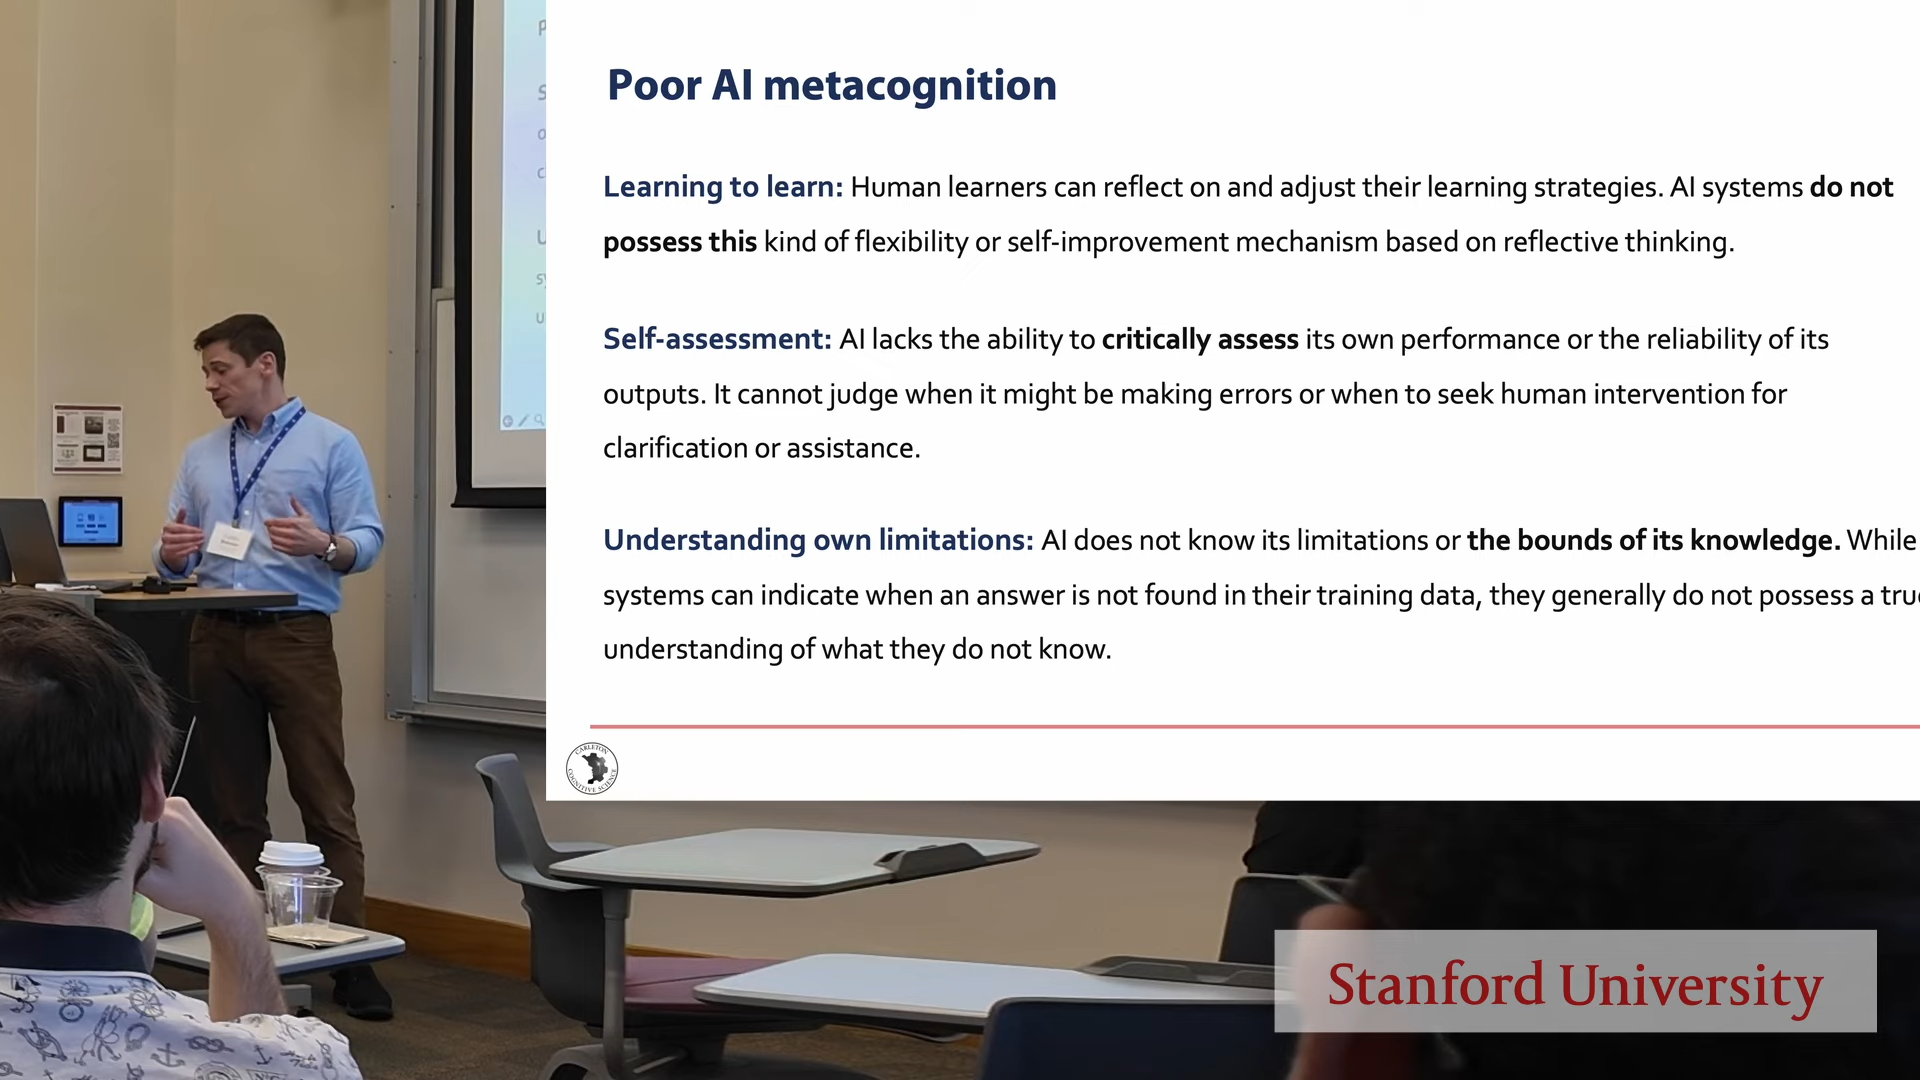 Poor AI metacognition
Learning to learn: Human learners can reflect on and adjust their learning strategies. AI systems do not
possess this kind of flexibility or self-improvement mechanism based on reflective thinking.
Self-assessment: AI lacks the ability to critically assess its own performance or the reliability of its
outputs. It cannot judge when it might be making errors or when to seek human intervention for
clarification or assistance.
Understanding own limitations: AI does not know its limitations or the bounds of its knowledge. While
systems can indicate when an answer is not found in their training data, they generally do not possess a
understanding of what they do not know.
CARLETON
COGNITIVE SCIENCE
Stanford University